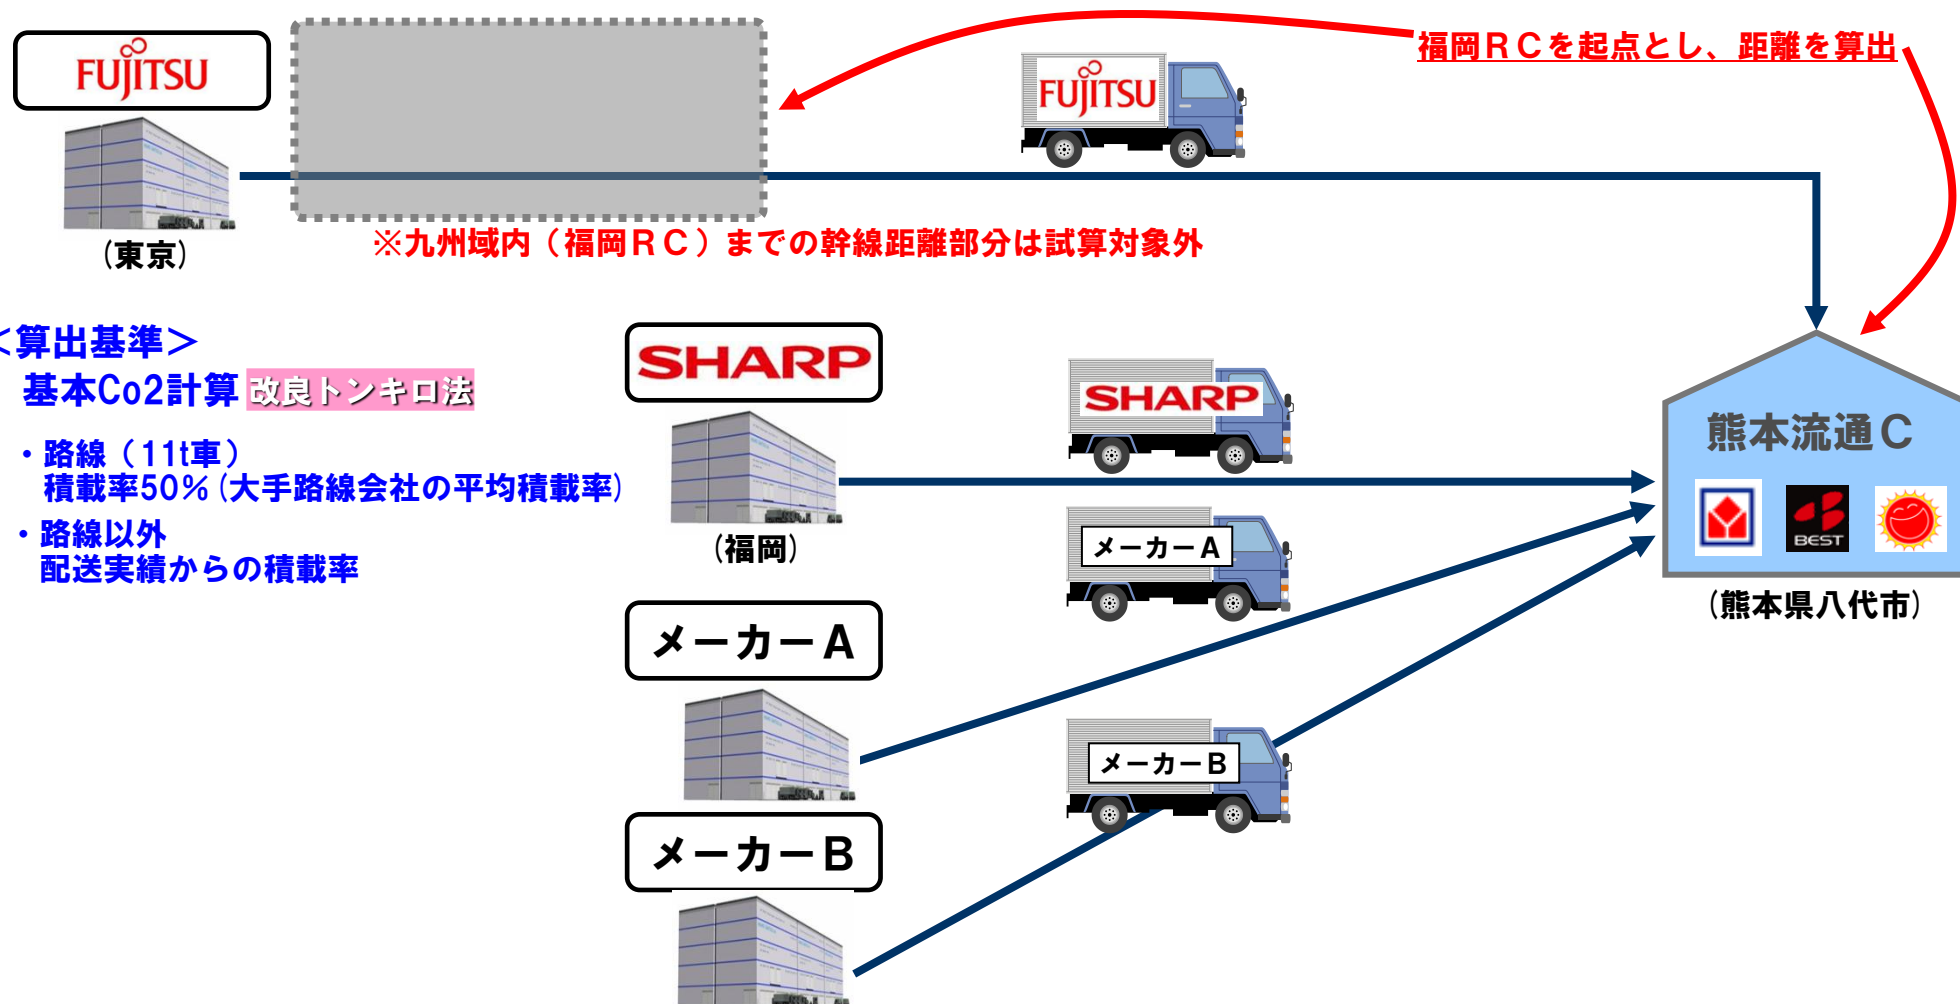 FUJITSU
福岡ＲＣを起点とし、距離を算出
FUJITSU
(東京)
※九州域内（福岡ＲＣ）までの幹線距離部分は試算対象外
＜算出基準＞
基本Co2計算 改良トンキロ法
・路線（11t車）
積載率50％(大手路線会社の平均積載率)
・路線以外
配送実績からの積載率
SHARP
SHARP
(福岡)
メーカーＡ
メーカーＡ
メーカーＢ
メーカーＢ
熊本流通Ｃ
BEST
(熊本県八代市)